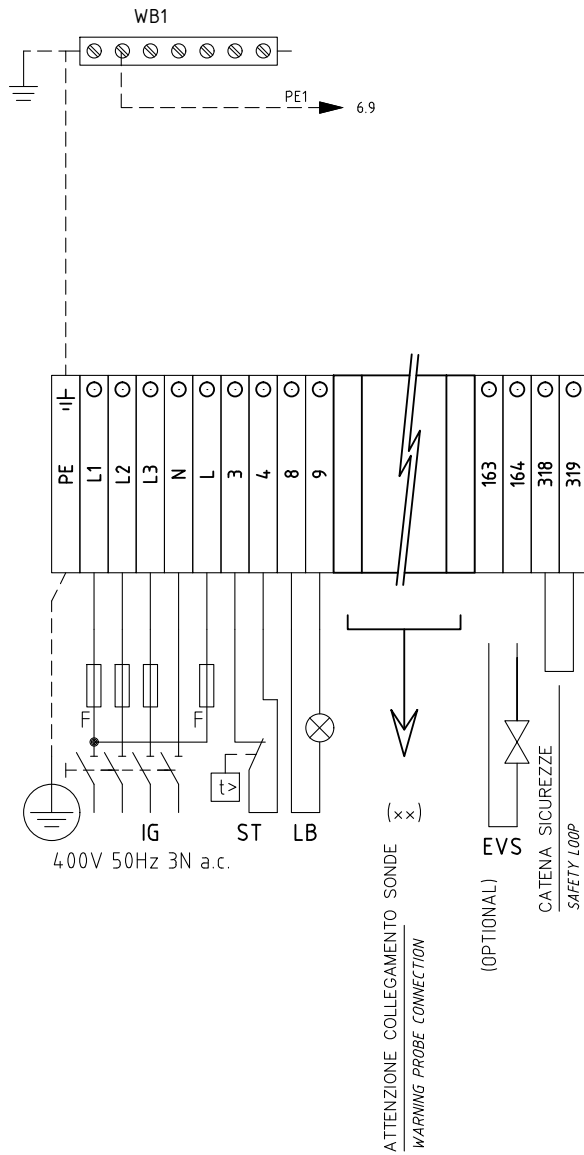 WB1
PE1
6.9
PE
L1
L2
L3
N
L
3
4
8
9
163
164
318
319
F
F
t>
IG
ST
LB
(xx)
EVS
400V 50Hz 3N a.c.
ATTENZIONE COLLEGAMENTO SONDE
WARNING PROBE CONNECTION
(OPTIONAL)
CATENA SICUREZZE
SAFETY LOOP